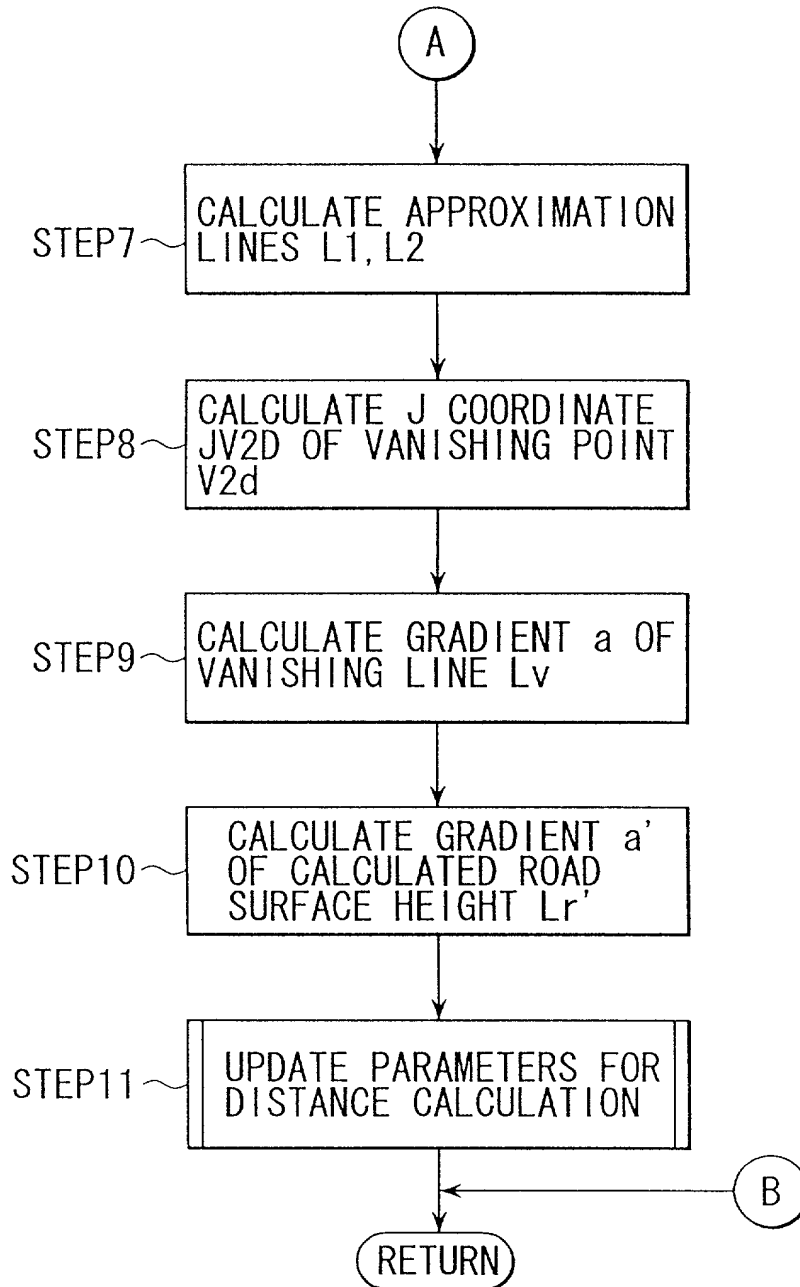 A
STEP7
CALCULATE APPROXIMATION
LINES L1, L2
STEP8
CALCULATE J COORDINATE
JV2D OF VANISHING POINT
V2d
STEP9
CALCULATE GRADIENT a OF
VANISHING LINE Lv
STEP10
CALCULATE GRADIENT a'
OF CALCULATED ROAD
SURFACE HEIGHT Lr'
STEP11
UPDATE PARAMETERS FOR
DISTANCE CALCULATION
B
RETURN